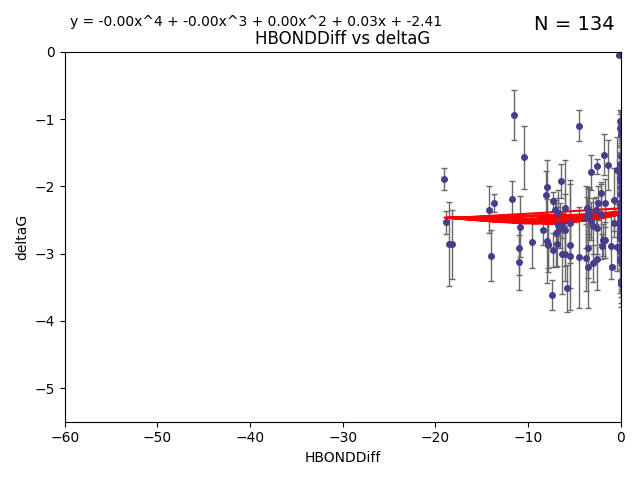 y = -0.00x^4 + -0.00x^3 + 0.00x^2 + 0.03x + -2.41
N = 134
HBONDDiff vs deltaG
0
−1
−2
−3
−4
−5
deltaG
−60 −50 −40 −30 −20 −10 0
HBONDDiff